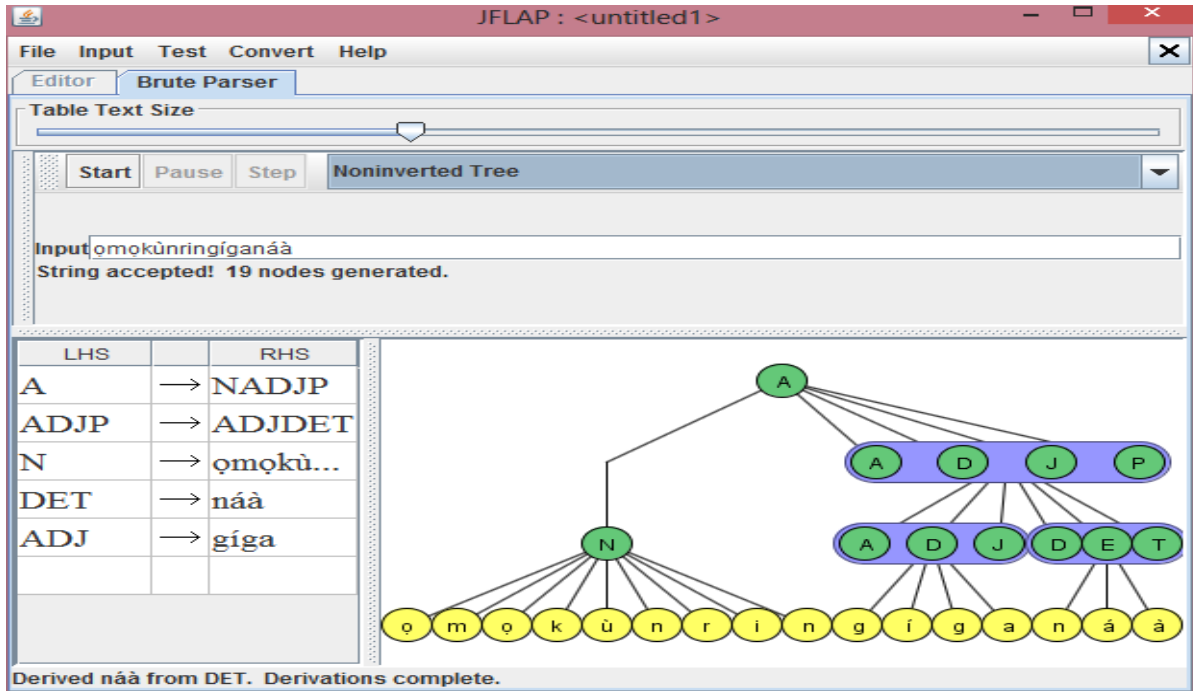 JFLAP : <untitled1>
File Input Test Convert Help
Editor Brute Parser
Table Text Size
Start Pause Step Noninverted Tree
Input ọmọkùnringíganáà
String accepted! 19 nodes generated.
LHS RHS
A → NADJP
ADJP → ADJDET
N → ọmọkù...
DET → náà
ADJ → gíga
A
A D J P
N A D J D E T
ọ m ọ k ù n r i n g í g a n á à
Derived náà from DET. Derivations complete.